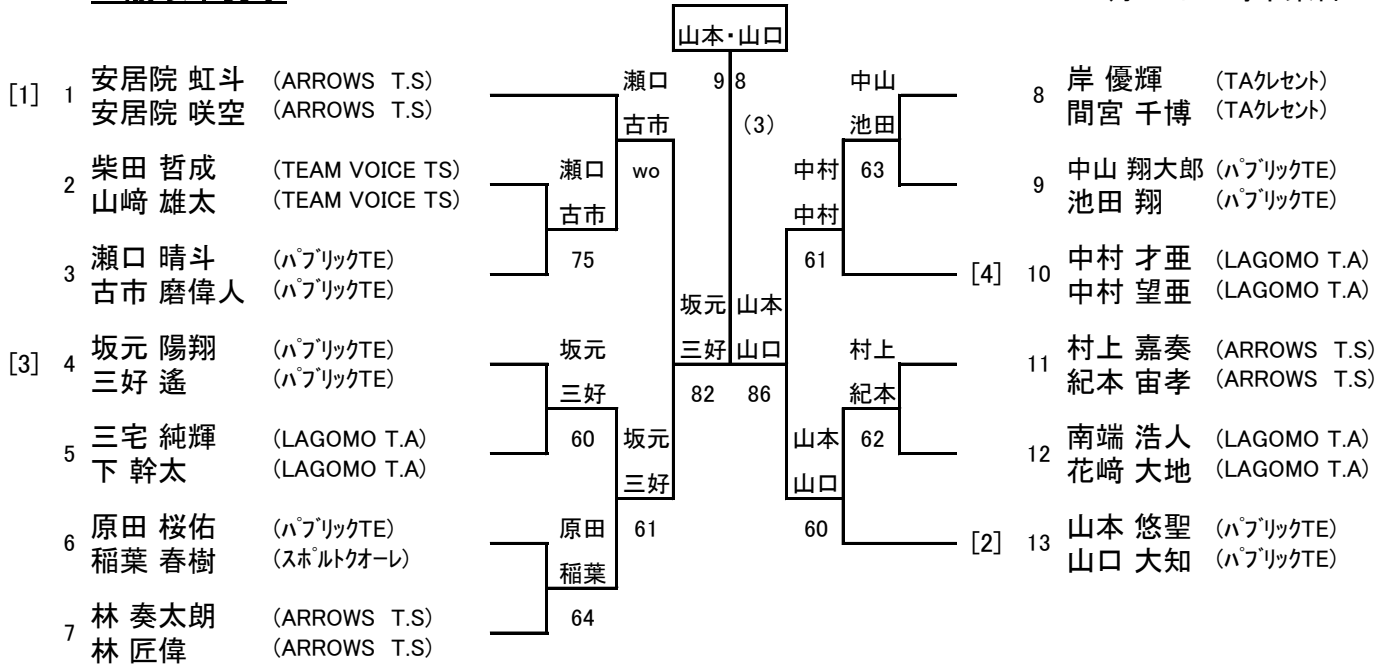 山本・山口
[1] 1 安居院 虹斗 (ARROWS T.S)
安居院 咲空 (ARROWS T.S)
2 柴田 哲成 (TEAM VOICE TS)
山﨑 雄太 (TEAM VOICE TS)
3 瀬口 晴斗 (パブリックTE)
古市 磨偉人 (パブリックTE)
[3] 4 坂元 陽翔 (パブリックTE)
三好 遙 (パブリックTE)
5 三宅 純輝 (LAGOMO T.A)
下 幹太 (LAGOMO T.A)
6 原田 桜佑 (パブリックTE)
稲葉 春樹 (スポルトクオーレ)
7 林 奏太朗 (ARROWS T.S)
林 匠偉 (ARROWS T.S)
瀬口
古市
wo
瀬口
古市
75
坂元
三好
60
坂元
三好
61
原田
稲葉
64
坂元
三好
82
9 8
(3)
山本
山口
86
中山
池田
63
中村
中村
61
村上
紀本
62
山本
山口
60
8 岸 優輝 (TAクレセント)
間宮 千博 (TAクレセント)
9 中山 翔大郎 (パブリックTE)
池田 翔 (パブリックTE)
[4] 10 中村 才亜 (LAGOMO T.A)
中村 望亜 (LAGOMO T.A)
11 村上 嘉奏 (ARROWS T.S)
紀本 宙孝 (ARROWS T.S)
12 南端 浩人 (LAGOMO T.A)
花﨑 大地 (LAGOMO T.A)
[2] 13 山本 悠聖 (パブリックTE)
山口 大知 (パブリックTE)